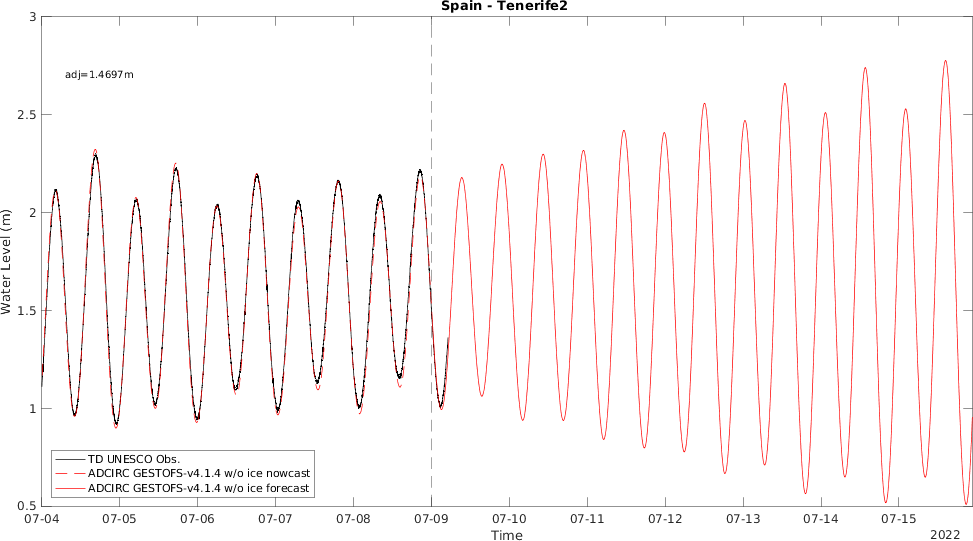 Spain - Tenerife2
adj=1.4697m
3
2.5
2
1.5
1
0.5
Water Level (m)
TD UNESCO Obs.
ADCIRC GESTOFS-v4.1.4 w/o ice nowcast
ADCIRC GESTOFS-v4.1.4 w/o ice forecast
07-04 07-05 07-06 07-07 07-08 07-09 07-10 07-11 07-12 07-13 07-14 07-15
Time
2022